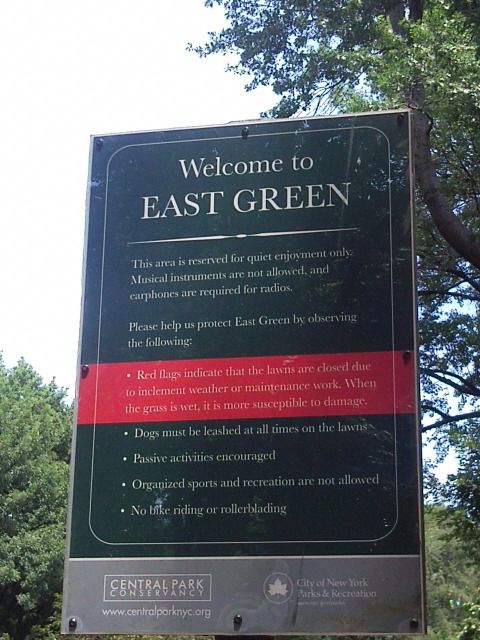 Welcome to
EAST GREEN
This area is reserved for quiet enjoyment only.
Musical instruments are not allowed, and
earphones are required for radios.
Please help us protect East Green by observing
the following:
• Red flags indicate that the lawns are closed due
to inclement weather or maintenance work. When
the grass is wet, it is more susceptible to damage.
• Dogs must be leashed at all times on the lawns
• Passive activities encouraged
• Organized sports and recreation are not allowed
• No bike riding or rollerblading
CENTRAL PARK
CONSERVANCY
www.centralparknyc.org
City of New York
Parks & Recreation